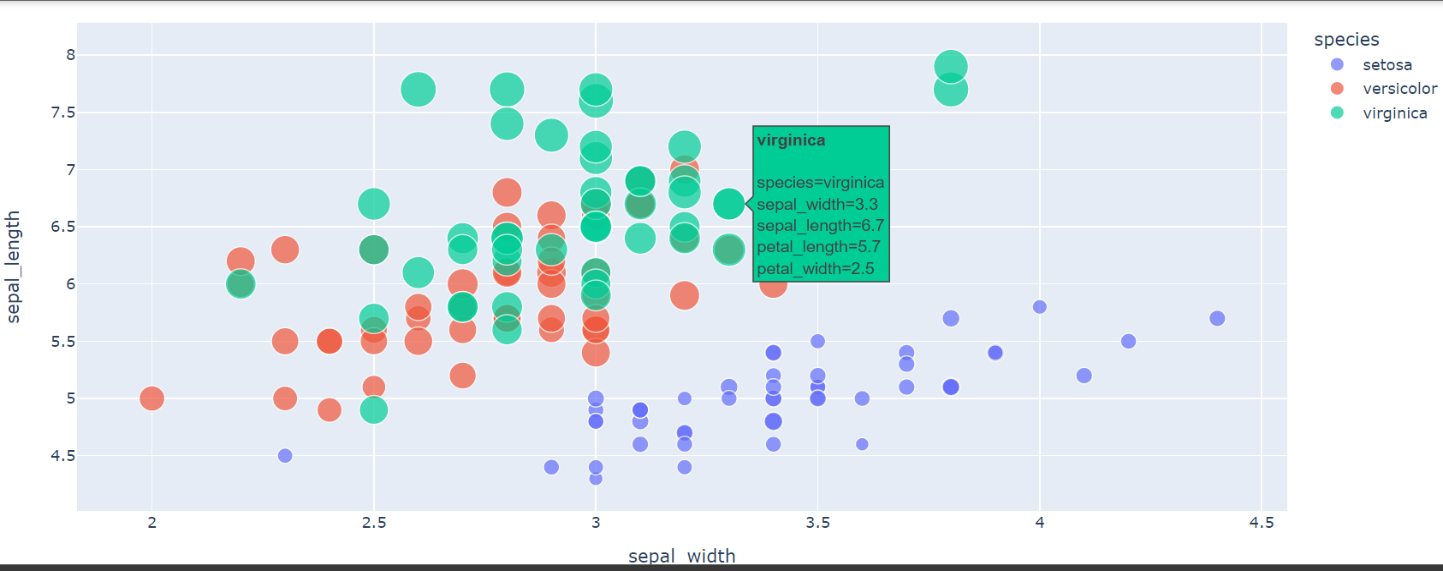 8
7.5
7
6.5
6
5.5
5
4.5
sepal_length
2
2.5
3
3.5
4
4.5
sepal_width
species
setosa
versicolor
virginica
virginica
species=virginica
sepal_width=3.3
sepal_length=6.7
petal_length=5.7
petal_width=2.5